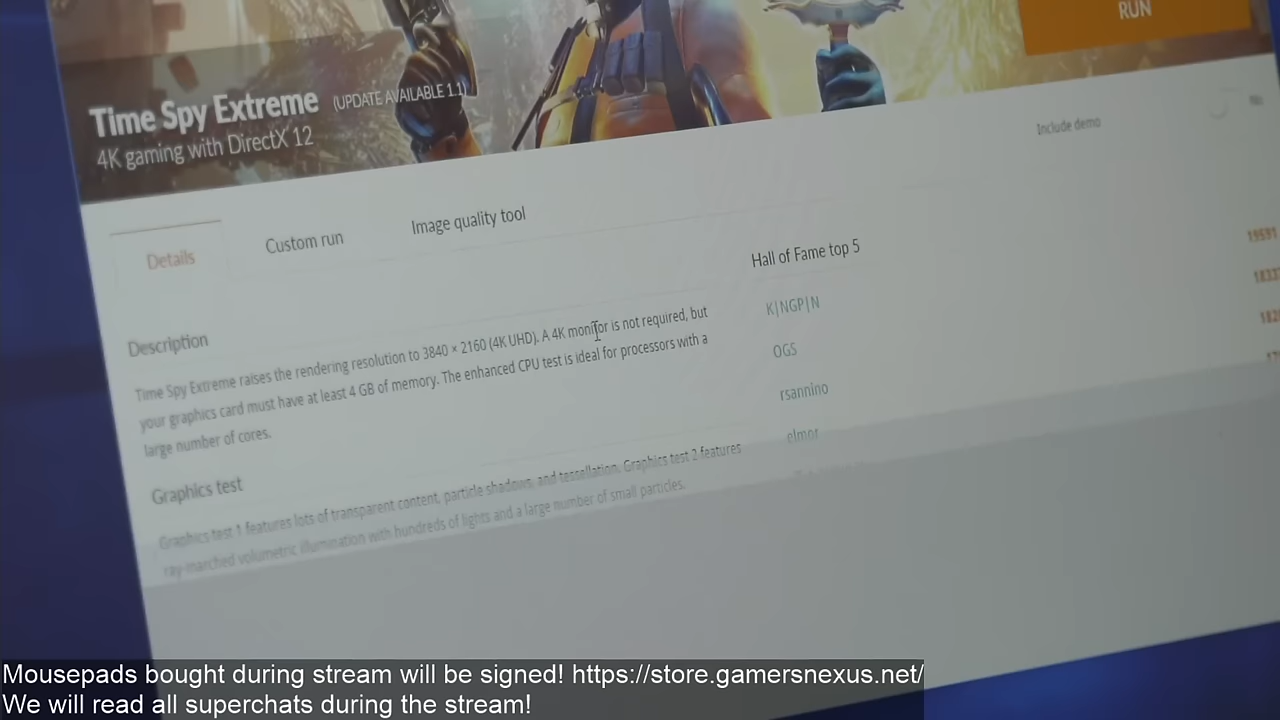 RUN
Time Spy Extreme (UPDATE AVAILABLE 1.1)
4K gaming with DirectX 12
Include demo
Details
Custom run
Image quality tool
Description
Time Spy Extreme raises the rendering resolution to 3840 × 2160 (4K UHD). A 4K monitor is not required, but
your graphics card must have at least 4 GB of memory. The enhanced CPU test is ideal for processors with a
large number of cores.
Graphics test
Graphics test 1 features lots of transparent content, particle shadows, and tessellation. Graphics test 2 features
ray-marched volumetric illumination with hundreds of lights and a large number of small particles.
Hall of Fame top 5
K|NGP|N
OGS
rsannino
elmor
19591
Mousepads bought during stream will be signed! https://store.gamersnexus.net/
We will read all superchats during the stream!